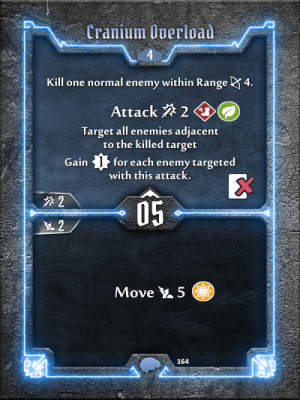 Cranium Overload
4
Kill one normal enemy within Range 4.
Attack 2
Target all enemies adjacent
to the killed target
Gain 1 for each enemy targeted
with this attack.
2
05
2
Move 5
164